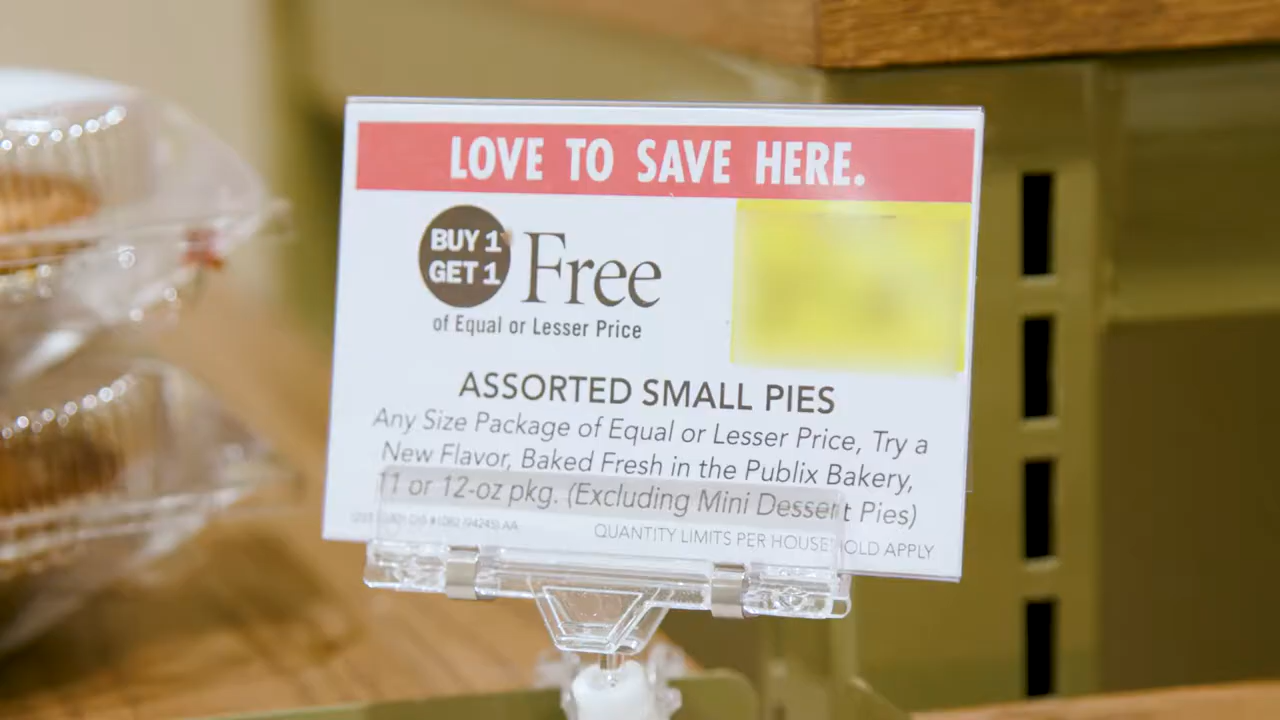 LOVE TO SAVE HERE.
BUY 1
GET 1
Free
of Equal or Lesser Price
ASSORTED SMALL PIES
Any Size Package of Equal or Lesser Price, Try a
New Flavor, Baked Fresh in the Publix Bakery,
11 or 12-oz pkg. (Excluding Mini Dessert Pies)
QUANTITY LIMITS PER HOUSEHOLD APPLY